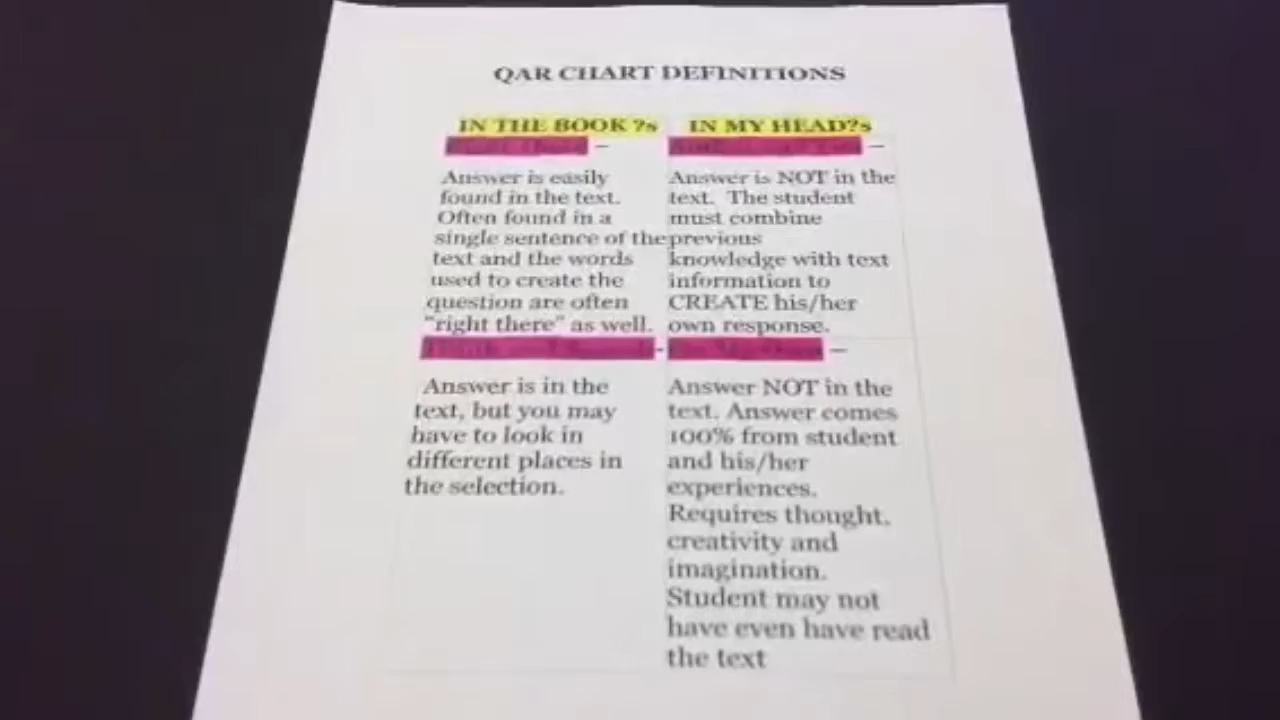 QAR CHART DEFINITIONS
IN THE BOOK ?s
–
Answer is easily
found in the text.
Often found in a
single sentence of the
text and the words
used to create the
question are often
"right there" as well.
-
Answer is in the
text, but you may
have to look in
different places in
the selection.
IN MY HEAD?s
–
Answer is NOT in the
text. The student
must combine
previous
knowledge with text
information to
CREATE his/her
own response.
–
Answer NOT in the
text. Answer comes
100% from student
and his/her
experiences.
Requires thought,
creativity and
imagination.
Student may not
have even have read
the text